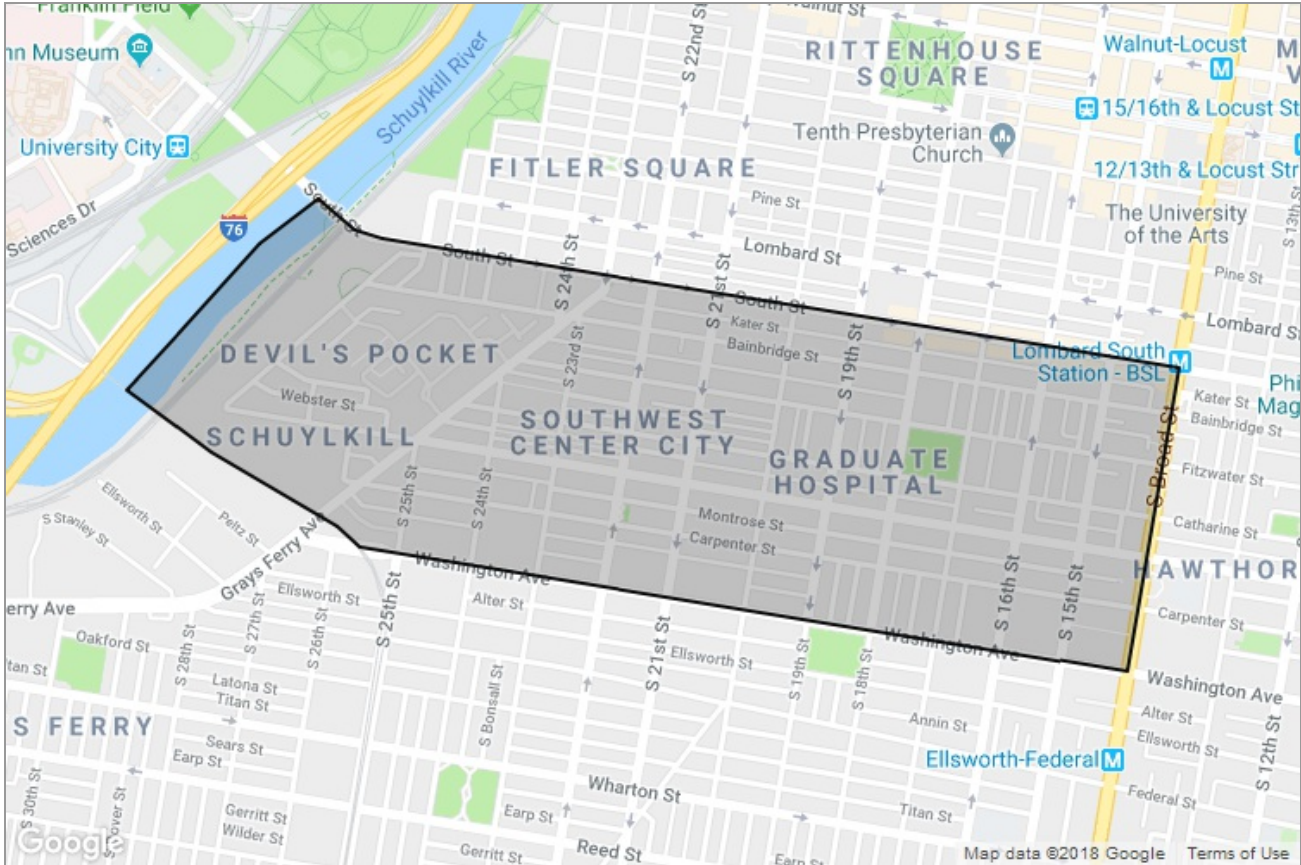 Franklin Field
Walnut St
S 22nd St
RITTENHOUSE
SQUARE
Walnut-Locust
nn Museum
Schuylkill River
15/16th & Locust St
Tenth Presbyterian
Church
University City
FITLER SQUARE
12/13th & Locust Str
S 13th St
Sciences Dr
South St
Pine St
The University
of the Arts
76
Lombard St
Pine St
South St
S 24th St
S 21st St
South St
Lombard St
Kater St
Bainbridge St
S 19th St
Lombard South
Station - BSL
DEVIL'S POCKET
S 23rd St
Phi
Mag
Kater St
Bainbridge St
Webster St
SOUTHWEST
CENTER CITY
SCHUYLKILL
S Broad St
GRADUATE
HOSPITAL
Fitzwater St
S 25th St
S 24th St
Ellsworth St
Peltz St
S Stanley St
Montrose St
Carpenter St
Catharine St
Grays Ferry Ave
Washington Ave
HAWTHOR
S 16th St
S 15th St
erry Ave
Ellsworth St
Alter St
Carpenter St
S 25th St
S 21st St
Washington Ave
Oakford St
S 28th St
S 27th St
S 26th St
Ellsworth St
S 19th St
S 18th St
Washington Ave
Titan St
Latona St
Titan St
S Bonsall St
Annin St
Alter St
Ellsworth St
S 12th St
S FERRY
Sears St
Earp St
Ellsworth-Federal
S 30th St
Wharton St
Federal St
Gerritt St
Wilder St
Earp St
Titan St
Google
Gerritt St
Reed St
Earp St
Map data ©2018 Google
Terms of Use